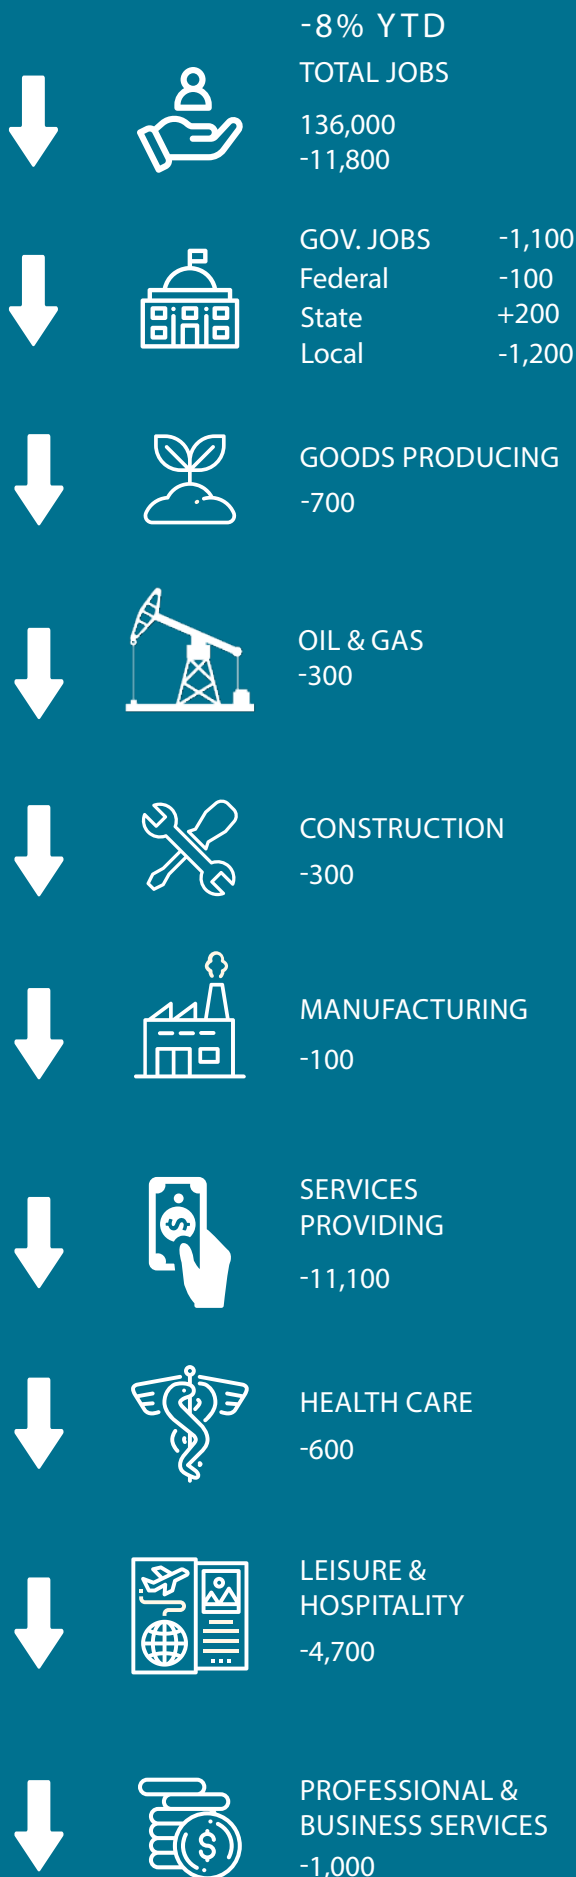 -8% YTD
TOTAL JOBS
136,000
-11,800
GOV. JOBS -1,100
Federal -100
State +200
Local -1,200
GOODS PRODUCING
-700
OIL & GAS
-300
CONSTRUCTION
-300
MANUFACTURING
-100
SERVICES
PROVIDING
-11,100
HEALTH CARE
-600
LEISURE &
HOSPITALITY
-4,700
PROFESSIONAL &
BUSINESS SERVICES
-1,000